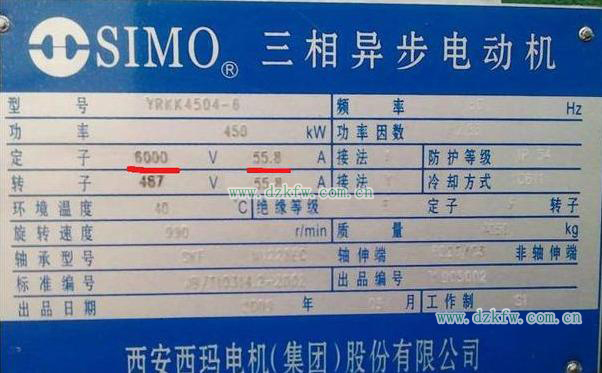 SIMO® 三相异步电动机
型号 YRKK4504-6 频率 Hz
功率 450 kW 功率因数
定子 6000 V 55.8 A 接法 Y 防护等级 IP 54
转子 487 V A 接法 Y 冷却方式
www.dzkfw.com.cn
环境温度 40 °C 绝缘等级 F 定子 F 转子
旋转速度 990 r/min 质量 kg
轴承型号 SKF 轴伸端 非轴伸端
标准编号 出品编号
出品日期 年 月 工作制 S1
www.dzkfw.com.cn
西安西玛电机(集团)股份有限公司